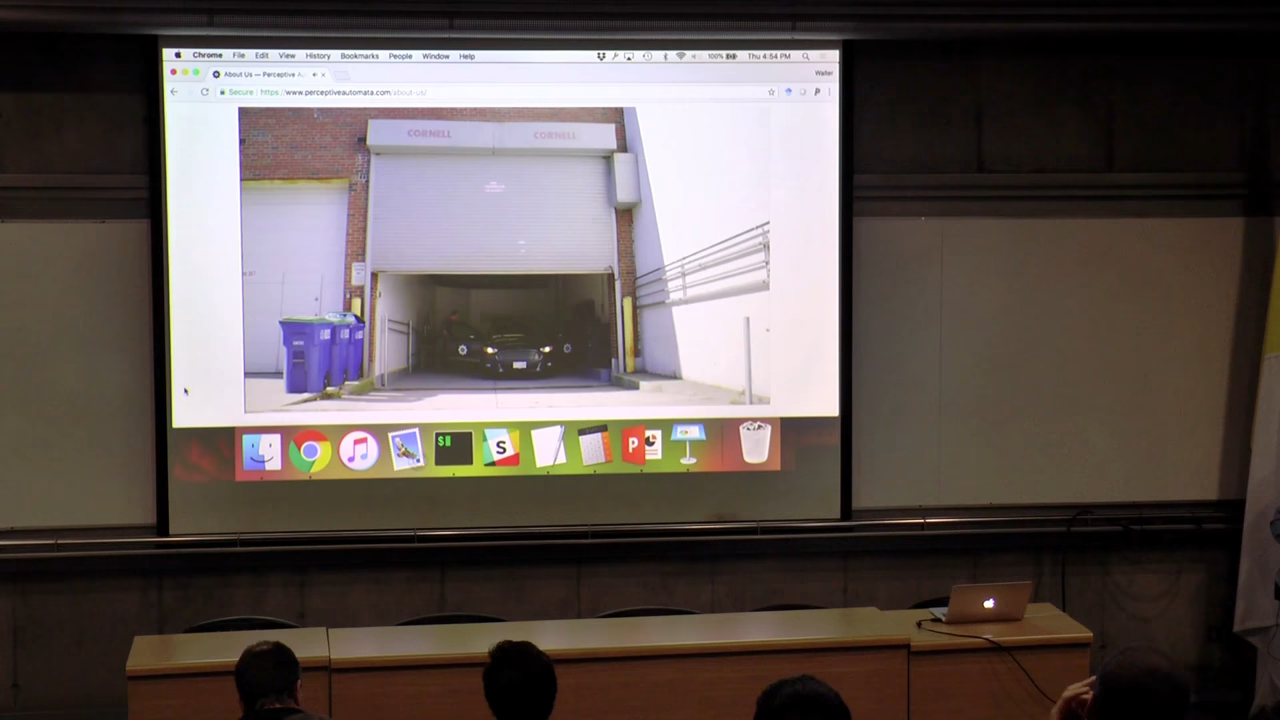 Chrome File Edit View History Bookmarks People Window Help 100% Thu 4:54 PM
About Us — Perceptive Au
Walter
Secure https://www.perceptiveautomata.com/about-us/
CORNELL CORNELL
$
S
P